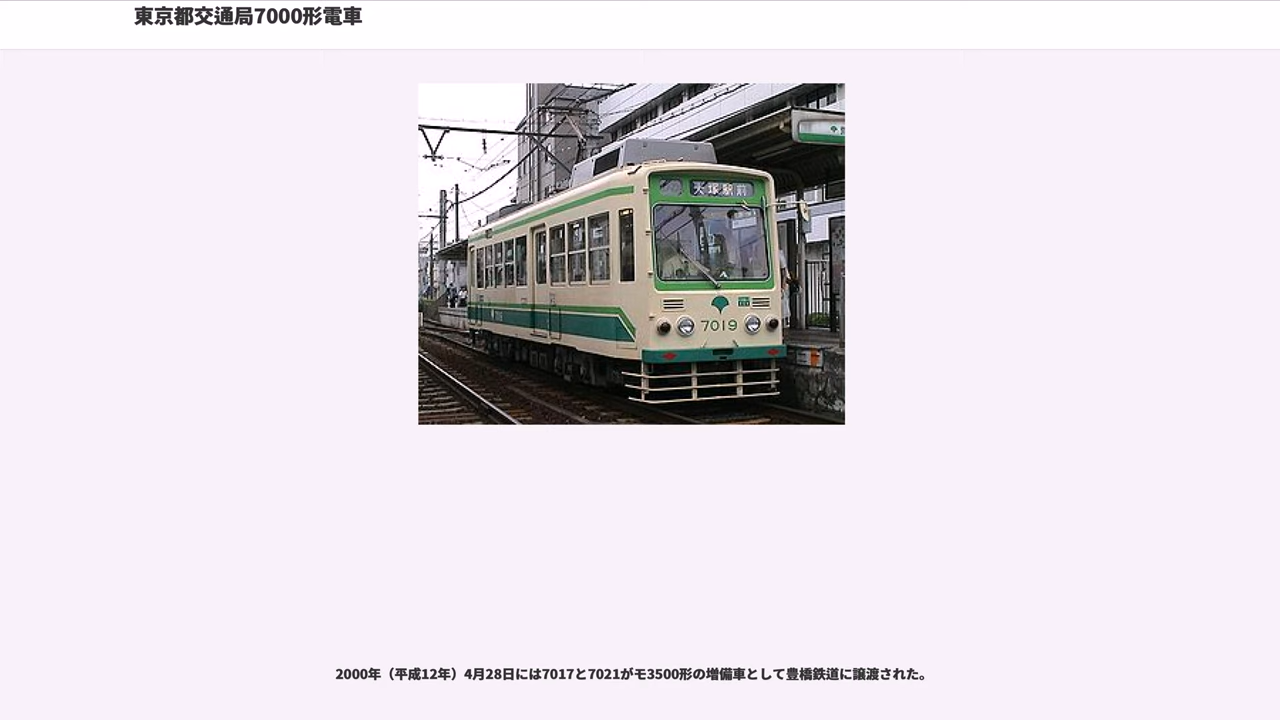 東京都交通局7000形電車
大塚駅前
7019
2000年（平成12年）4月28日には7017と7021がモ3500形の増備車として豊橋鉄道に譲渡された。